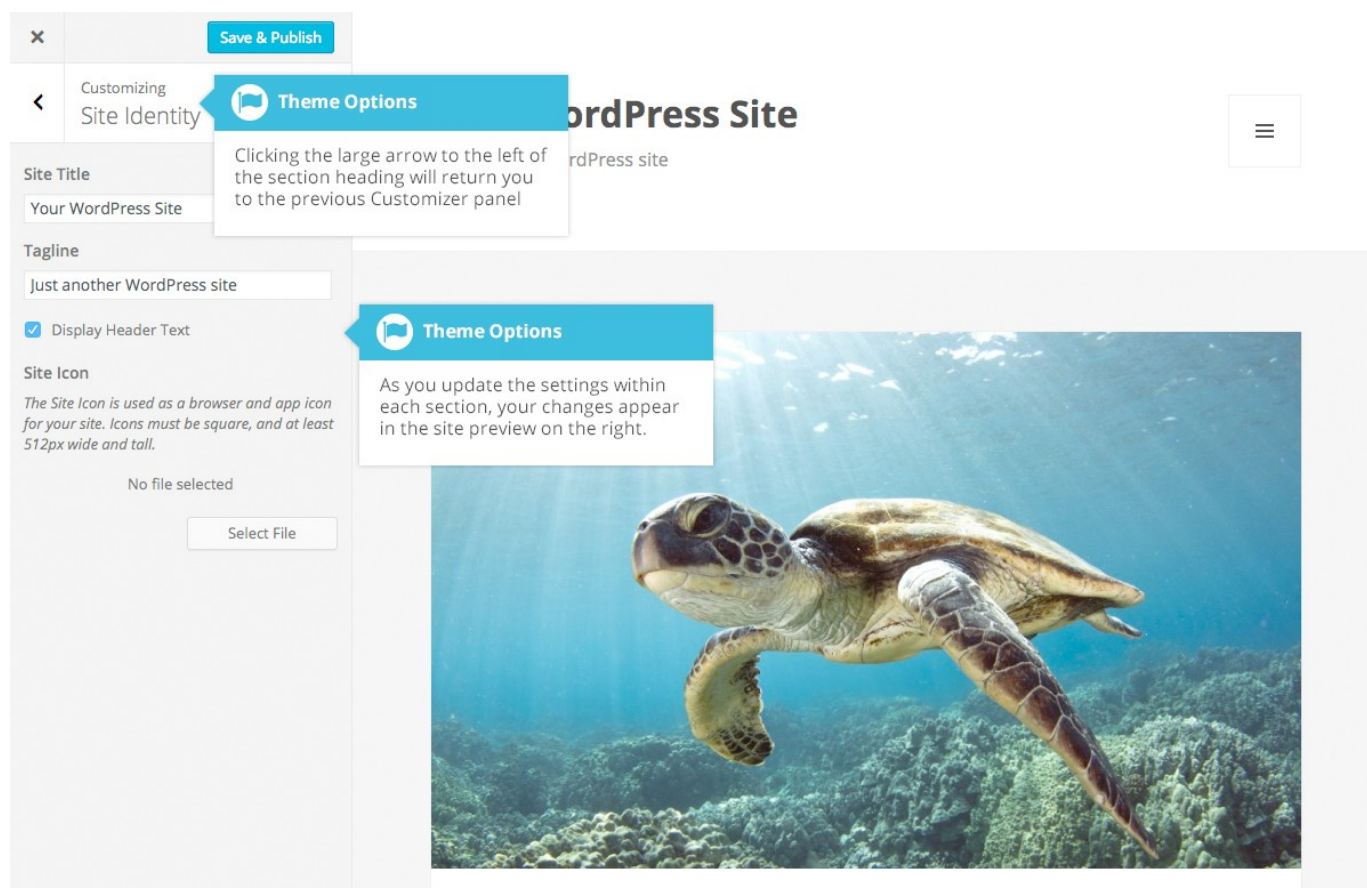 Save & Publish
Customizing
Site Identity
Theme Options
Clicking the large arrow to the left of
the section heading will return you
to the previous Customizer panel
Site Title
Your WordPress Site
Tagline
Just another WordPress site
Display Header Text
Site Icon
The Site Icon is used as a browser and app icon
for your site. Icons must be square, and at least
512px wide and tall.
No file selected
Select File
Theme Options
As you update the settings within
each section, your changes appear
in the site preview on the right.
ordPress Site
rdPress site